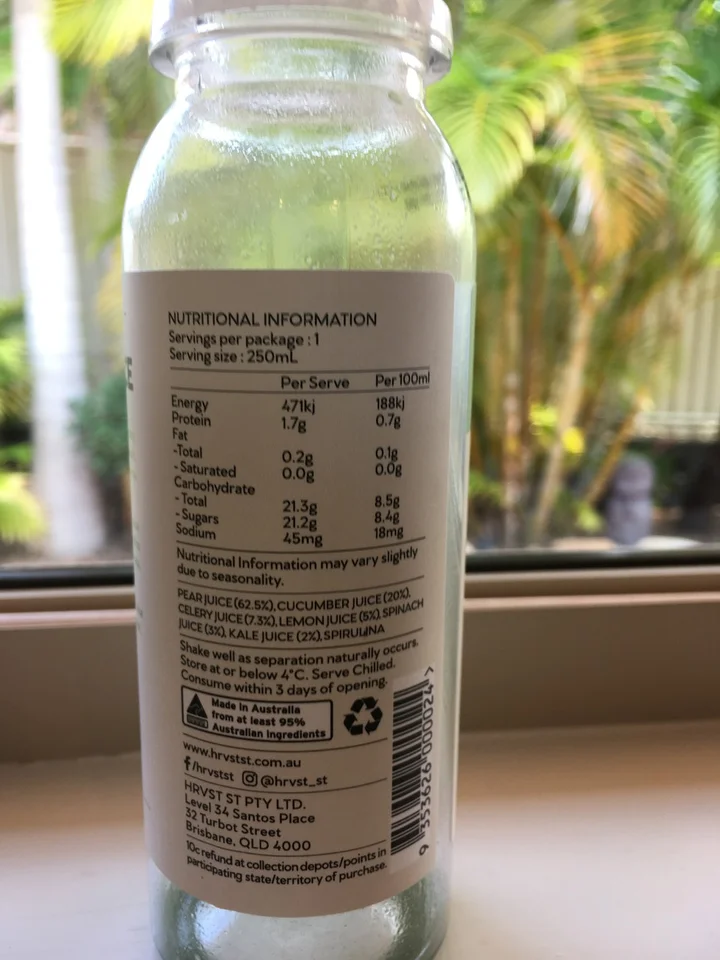 E
NUTRITIONAL INFORMATION
Servings per package : 1
Serving size : 250mL
Per Serve Per 100ml
Energy 471kj 188kj
Protein 1.7g 0.7g
Fat
-Total 0.2g 0.1g
- Saturated 0.0g 0.0g
Carbohydrate
- Total 21.3g 8.5g
- Sugars 21.2g 8.4g
Sodium 45mg 18mg
Nutritional Information may vary slightly
due to seasonality.
PEAR JUICE (62.5%), CUCUMBER JUICE (20%),
CELERY JUICE (7.3%), LEMON JUICE (5%), SPINACH
JUICE (3%), KALE JUICE (2%), SPIRULINA
Shake well as separation naturally occurs.
Store at or below 4°C. Serve Chilled.
Consume within 3 days of opening.
Made in Australia
from at least 95%
Australian ingredients
www.hrvstst.com.au
f/hrvstst @hrvst_st
HRVST ST PTY LTD.
Level 34 Santos Place
32 Turbot Street
Brisbane, QLD 4000
10c refund at collection depots/points in
participating state/territory of purchase.
9 353626 000024 >